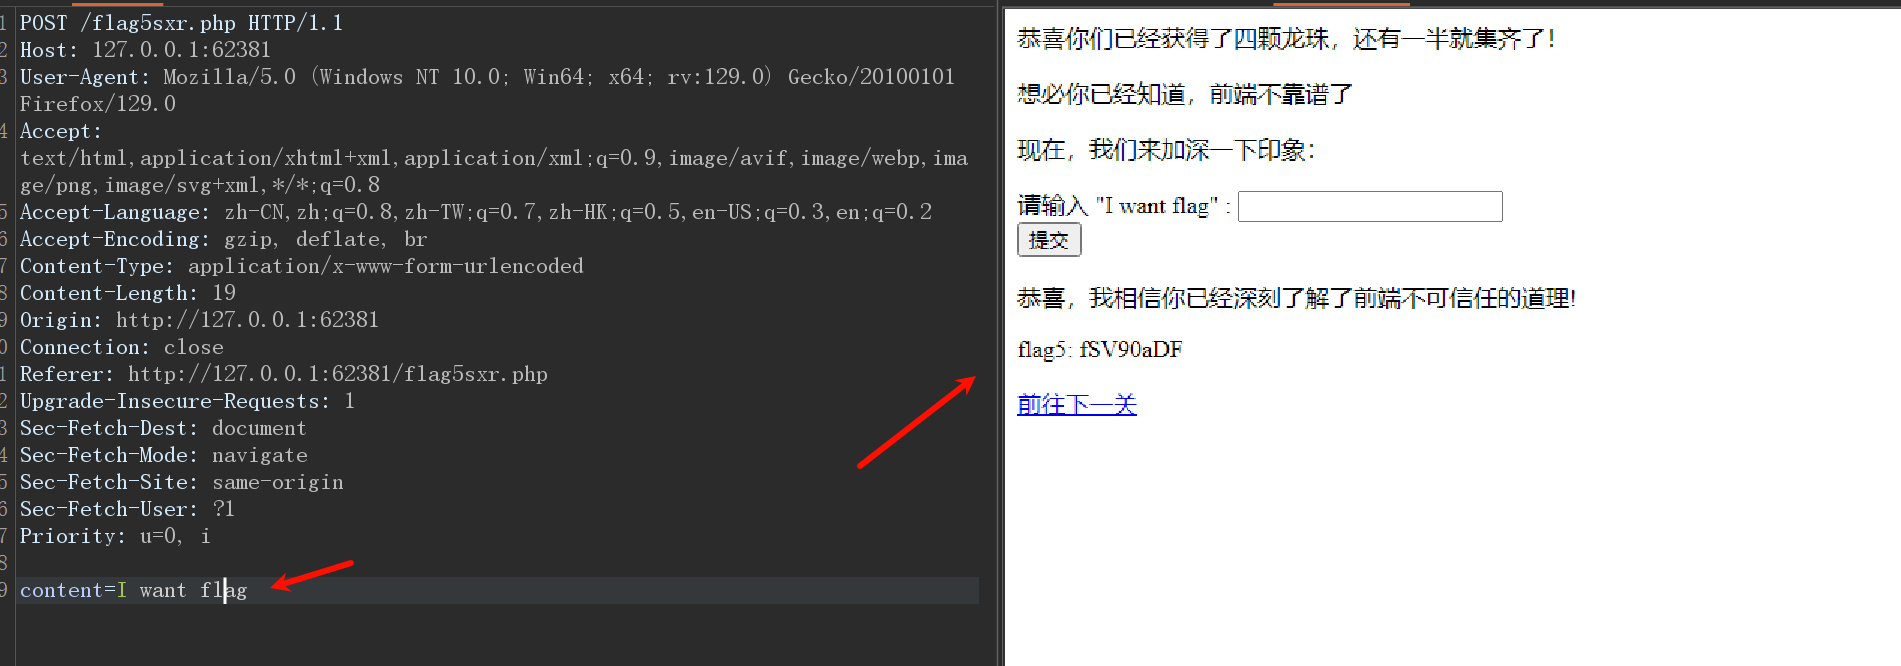 1 POST /flag5sxr.php HTTP/1.1
2 Host: 127.0.0.1:62381
3 User-Agent: Mozilla/5.0 (Windows NT 10.0; Win64; x64; rv:129.0) Gecko/20100101
Firefox/129.0
4 Accept:
text/html,application/xhtml+xml,application/xml;q=0.9,image/avif,image/webp,ima
ge/png,image/svg+xml,*/*;q=0.8
5 Accept-Language: zh-CN,zh;q=0.8,zh-TW;q=0.7,zh-HK;q=0.5,en-US;q=0.3,en;q=0.2
6 Accept-Encoding: gzip, deflate, br
7 Content-Type: application/x-www-form-urlencoded
8 Content-Length: 19
9 Origin: http://127.0.0.1:62381
0 Connection: close
1 Referer: http://127.0.0.1:62381/flag5sxr.php
2 Upgrade-Insecure-Requests: 1
3 Sec-Fetch-Dest: document
4 Sec-Fetch-Mode: navigate
5 Sec-Fetch-Site: same-origin
6 Sec-Fetch-User: ?1
7 Priority: u=0, i
8
9 content=I want flag
恭喜你们已经获得了四颗龙珠，还有一半就集齐了！
想必你已经知道，前端不靠谱了
现在，我们来加深一下印象：
请输入 "I want flag" :
提交
恭喜，我相信你已经深刻了解了前端不可信任的道理!
flag5: fSV90aDF
前往下一关